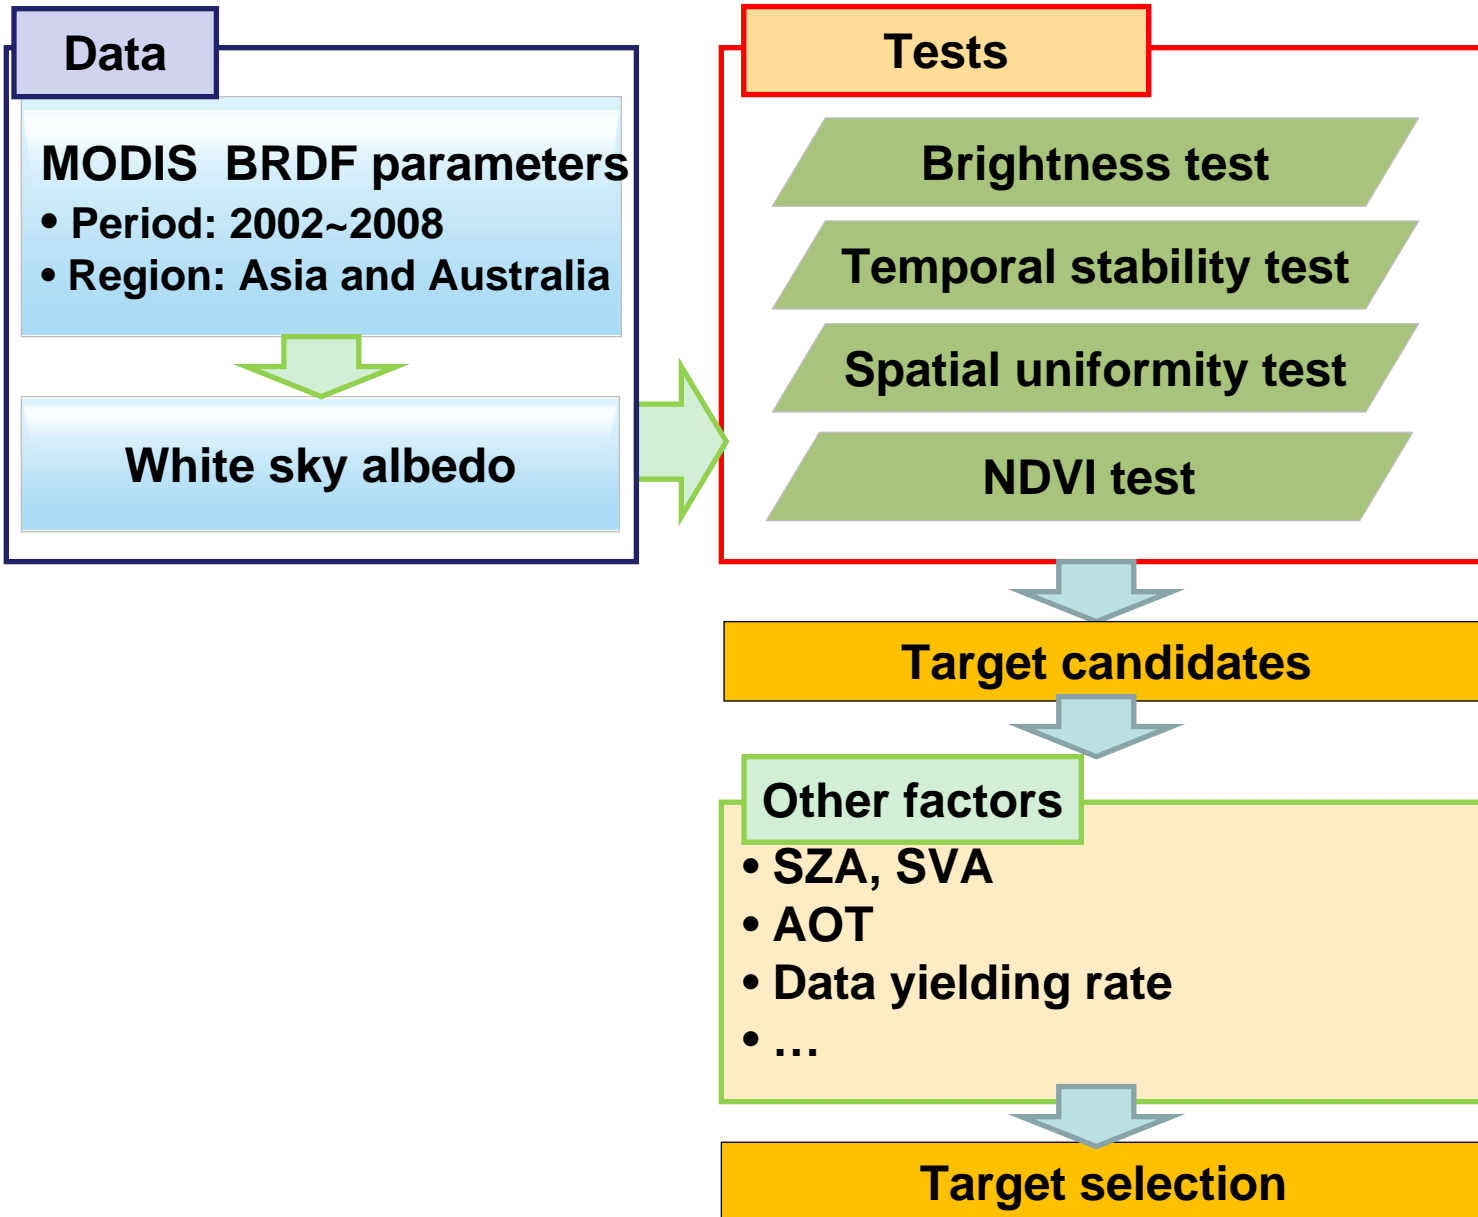 Data
MODIS BRDF parameters
• Period: 2002~2008
• Region: Asia and Australia
White sky albedo
Tests
Brightness test
Temporal stability test
Spatial uniformity test
NDVI test
Target candidates
Other factors
• SZA, SVA
• AOT
• Data yielding rate
• …
Target selection